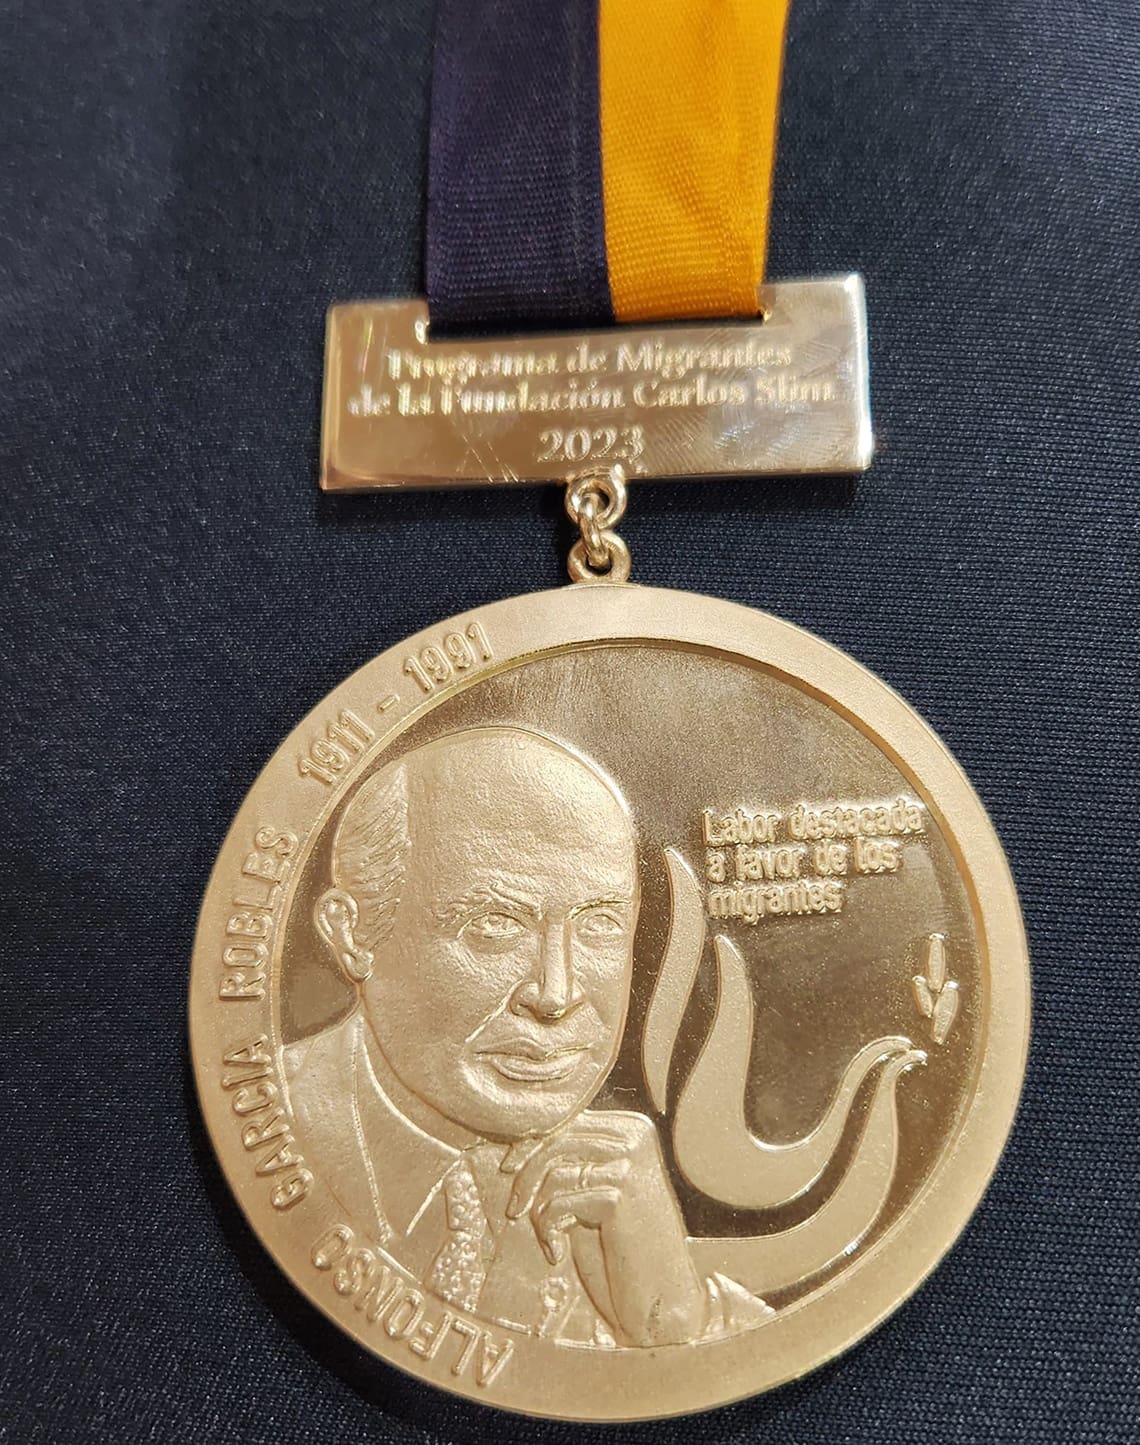 Programa de Migrantes
de la Fundación Carlos Slim
2023
ALFONSO GARCIA ROBLES 1911 - 1991
Labor destacada
a favor de los
migrantes